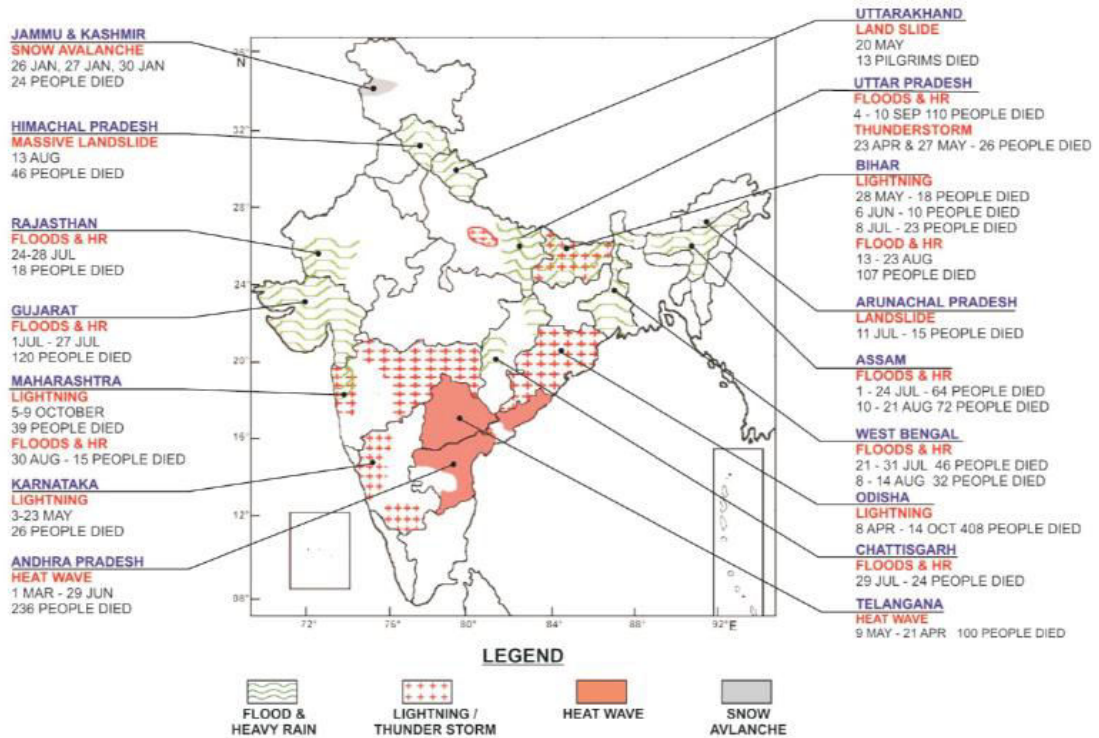 JAMMU & KASHMIR
SNOW AVALANCHE
26 JAN, 27 JAN, 30 JAN
24 PEOPLE DIED
HIMACHAL PRADESH
MASSIVE LANDSLIDE
13 AUG
46 PEOPLE DIED
RAJASTHAN
FLOODS & HR
24-28 JUL
18 PEOPLE DIED
GUJARAT
FLOODS & HR
1JUL - 27 JUL
120 PEOPLE DIED
MAHARASHTRA
LIGHTNING
5-9 OCTOBER
39 PEOPLE DIED
FLOODS & HR
30 AUG - 15 PEOPLE DIED
KARNATAKA
LIGHTNING
3-23 MAY
26 PEOPLE DIED
ANDHRA PRADESH
HEAT WAVE
1 MAR - 29 JUN
236 PEOPLE DIED
N
32°
28°
24°
20°
16°
12°
08°
72°
76°
80°
84°
88°
92°E
UTTARAKHAND
LAND SLIDE
20 MAY
13 PILGRIMS DIED
UTTAR PRADESH
FLOODS & HR
4 - 10 SEP 110 PEOPLE DIED
THUNDERSTORM
23 APR & 27 MAY - 26 PEOPLE DIED
BIHAR
LIGHTNING
28 MAY - 18 PEOPLE DIED
6 JUN - 10 PEOPLE DIED
8 JUL - 23 PEOPLE DIED
FLOOD & HR
13 - 23 AUG
107 PEOPLE DIED
ARUNACHAL PRADESH
LANDSLIDE
11 JUL - 15 PEOPLE DIED
ASSAM
FLOODS & HR
1 - 24 JUL - 64 PEOPLE DIED
10 - 21 AUG 72 PEOPLE DIED
WEST BENGAL
FLOODS & HR
21 - 31 JUL 46 PEOPLE DIED
8 - 14 AUG 32 PEOPLE DIED
ODISHA
LIGHTNING
8 APR - 14 OCT 408 PEOPLE DIED
CHATTISGARH
FLOODS & HR
29 JUL - 24 PEOPLE DIED
TELANGANA
HEAT WAVE
9 MAY - 21 APR 100 PEOPLE DIED
LEGEND
FLOOD &
HEAVY RAIN
LIGHTNING /
THUNDER STORM
HEAT WAVE
SNOW
AVLANCHE